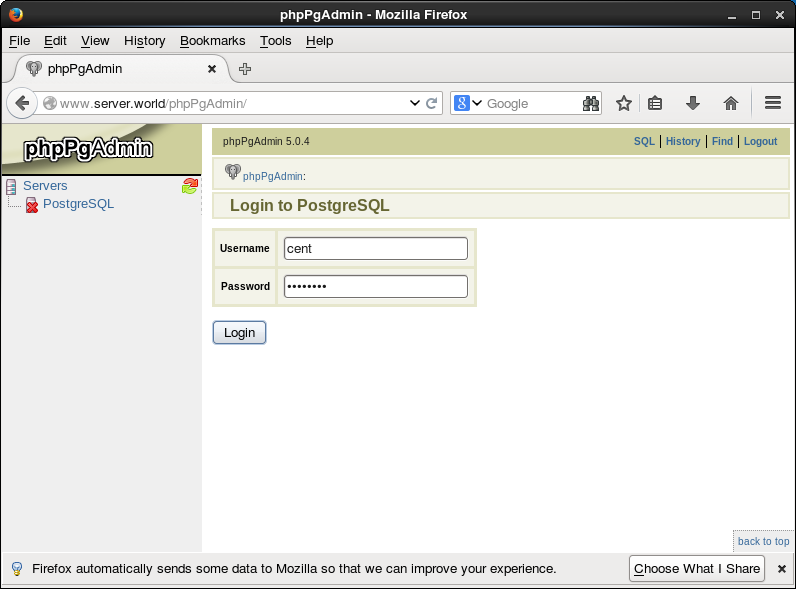 phpPgAdmin - Mozilla Firefox
File Edit View History Bookmarks Tools Help
phpPgAdmin
www.server.world/phpPgAdmin/
8 Google
phpPgAdmin
phpPgAdmin 5.0.4
SQL | History | Find | Logout
Servers
PostgreSQL
phpPgAdmin:
Login to PostgreSQL
Username cent
Password ••••••••
Login
back to top
Firefox automatically sends some data to Mozilla so that we can improve your experience.
Choose What I Share